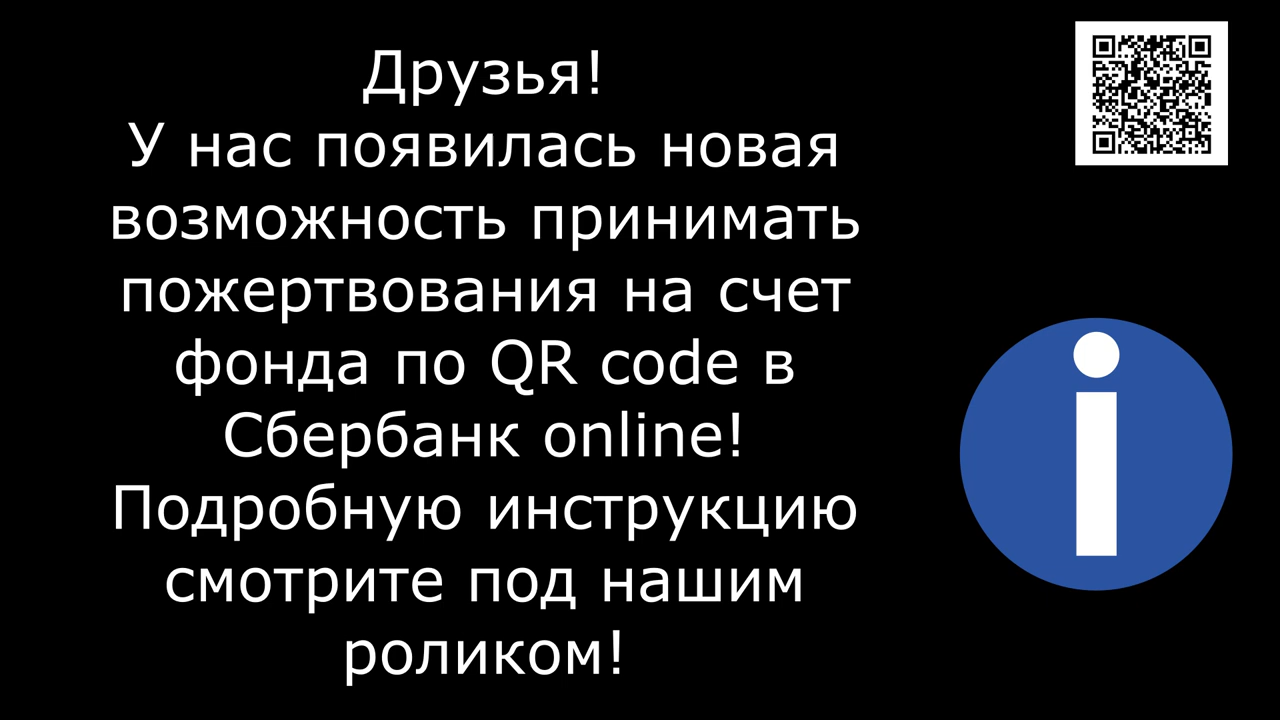 Друзья!
У нас появилась новая
возможность принимать
пожертвования на счет
фонда по QR code в
Сбербанк online!
Подробную инструкцию
смотрите под нашим
роликом!